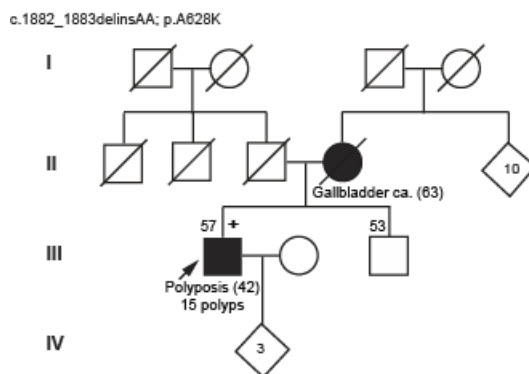 c.1882_1883delinsAA; p.A628K
I
II
10
Gallbladder ca. (63)
57 +
53
III
Polyposis (42)
15 polyps
IV
3